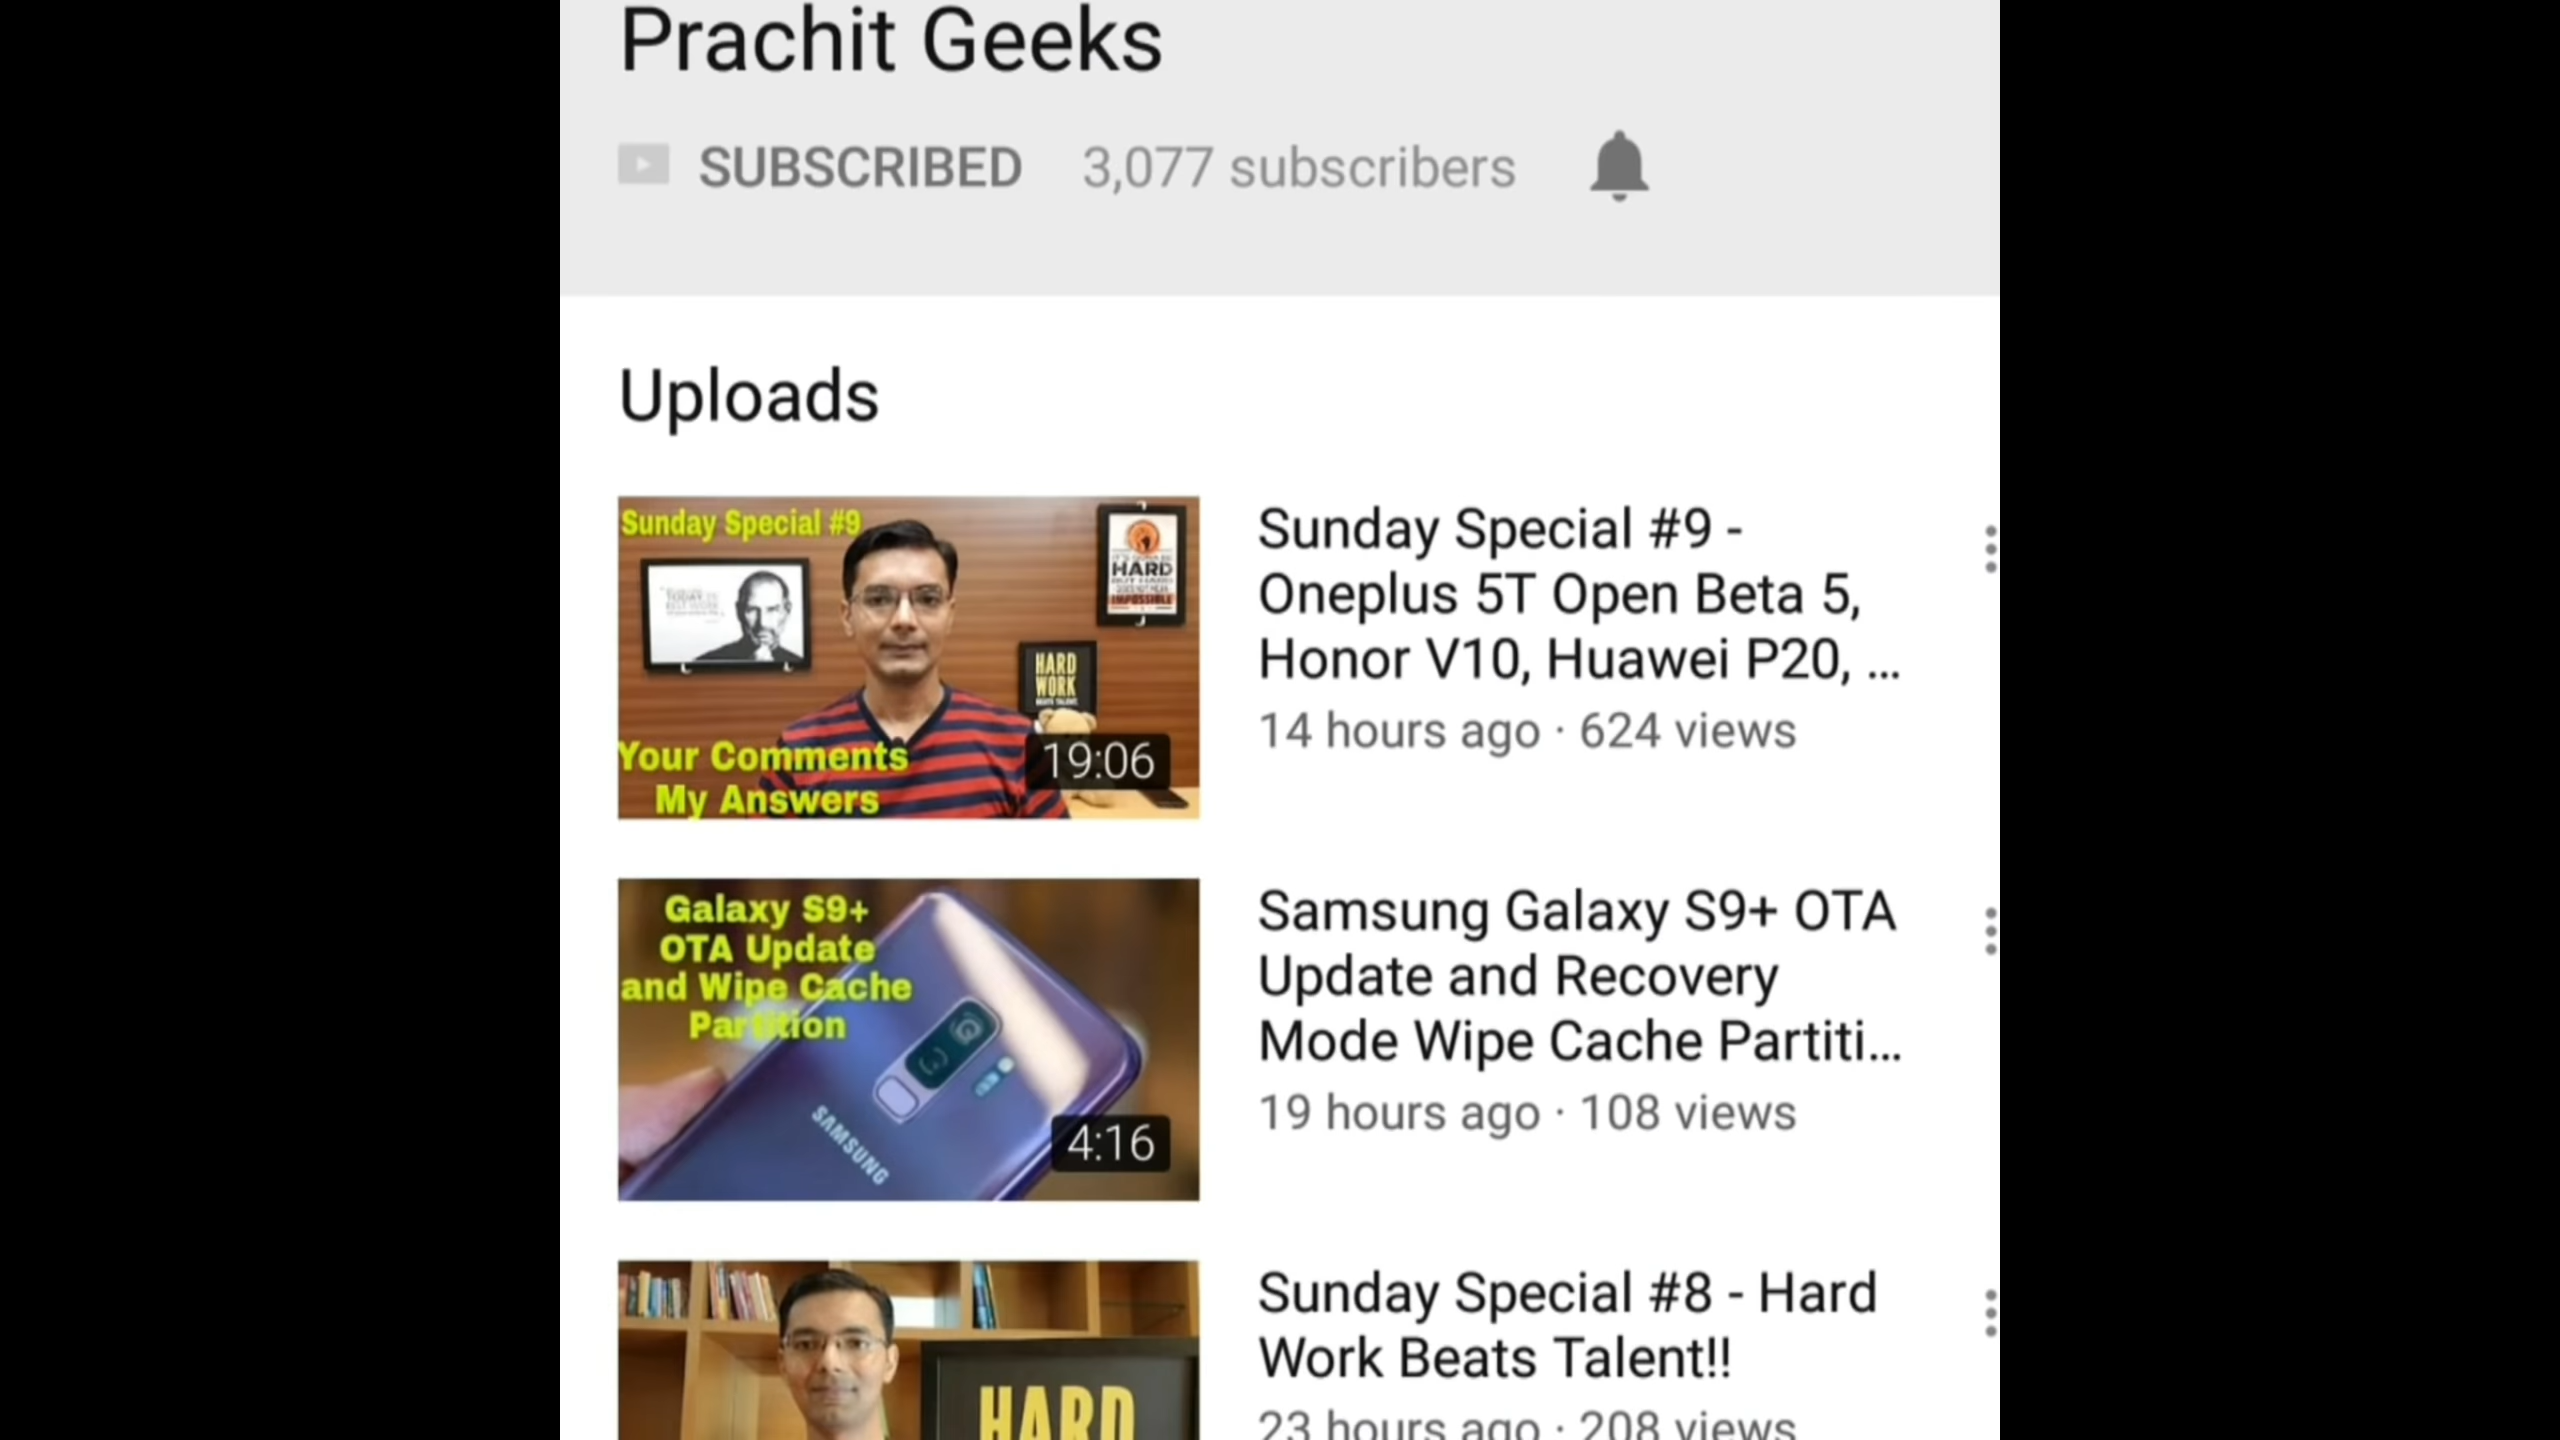 Prachit Geeks
SUBSCRIBED 3,077 subscribers
Uploads
Sunday Special #9
HARD
IMPOSSIBLE
HARD
WORK
BEATS TALENT.
Your Comments
My Answers
19:06
Sunday Special #9 -
Oneplus 5T Open Beta 5,
Honor V10, Huawei P20, ...
14 hours ago · 624 views
Galaxy S9+
OTA Update
and Wipe Cache
Partition
SAMSUNG
4:16
Samsung Galaxy S9+ OTA
Update and Recovery
Mode Wipe Cache Partiti...
19 hours ago · 108 views
HARD
Sunday Special #8 - Hard
Work Beats Talent!!
23 hours ago · 208 views